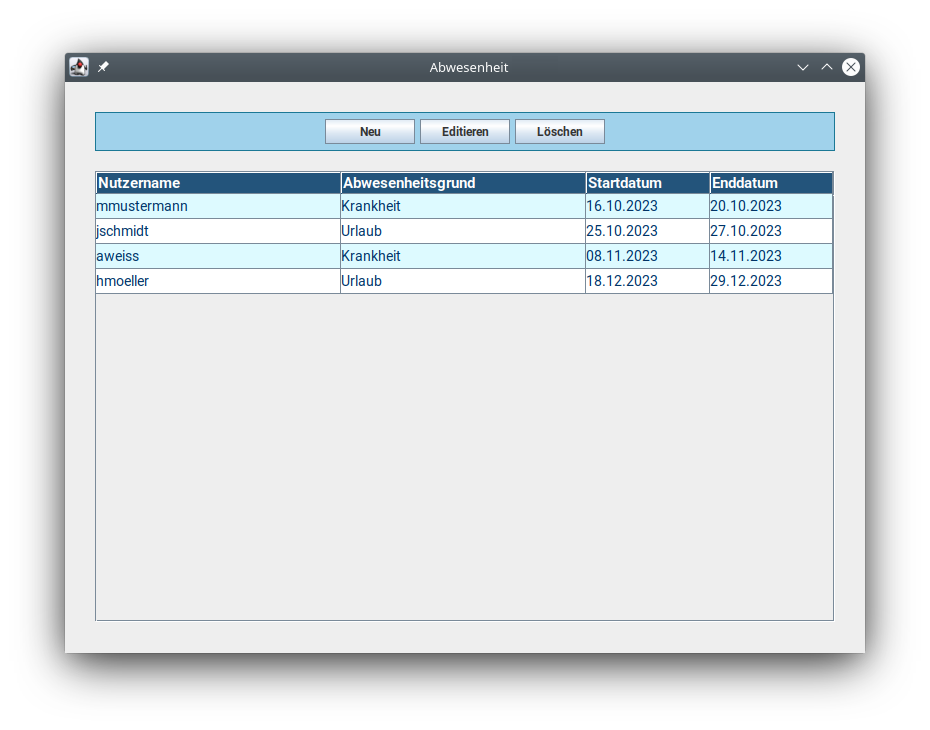 Abwesenheit
Neu Editieren Löschen
Nutzername Abwesenheitsgrund Startdatum Enddatum
mmustermann Krankheit 16.10.2023 20.10.2023
jschmidt Urlaub 25.10.2023 27.10.2023
aweiss Krankheit 08.11.2023 14.11.2023
hmoeller Urlaub 18.12.2023 29.12.2023